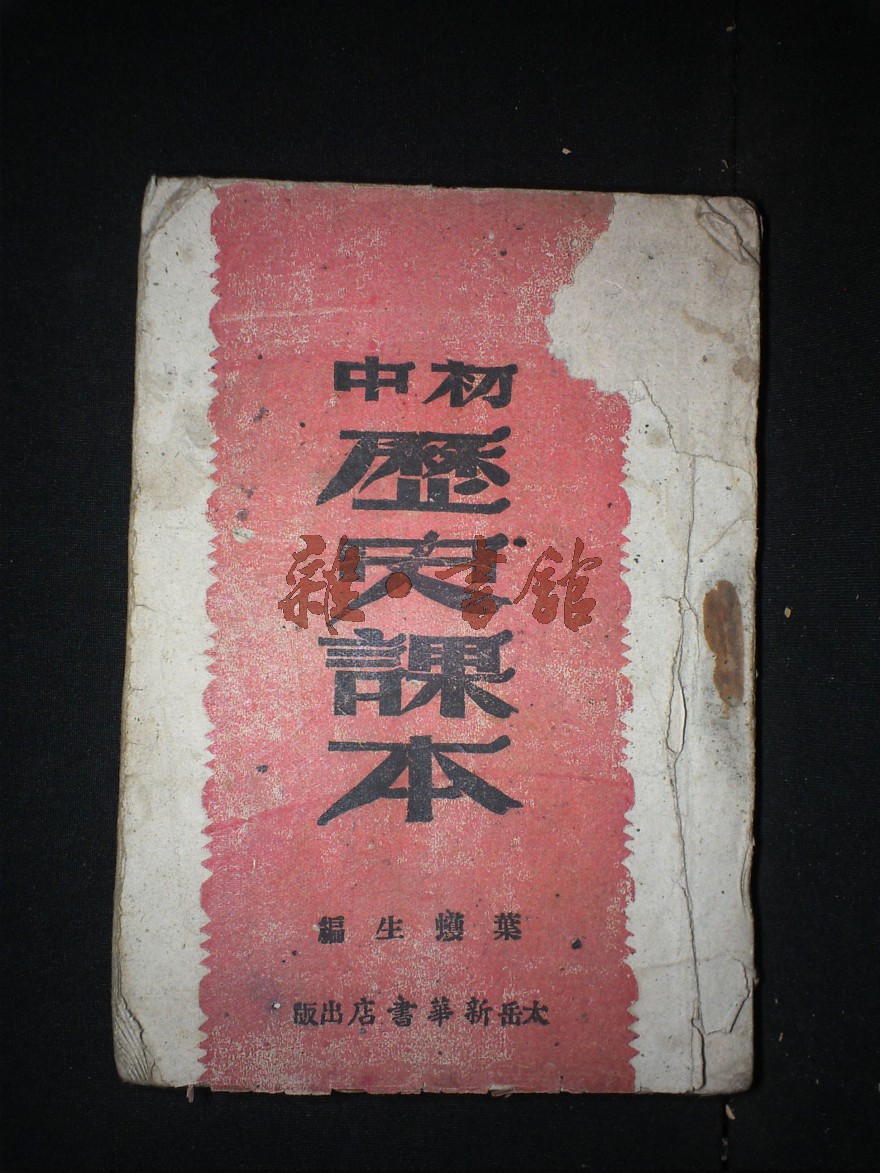 初中
歷史課本
葉蠖生編
太岳新華書店出版
雜·書館